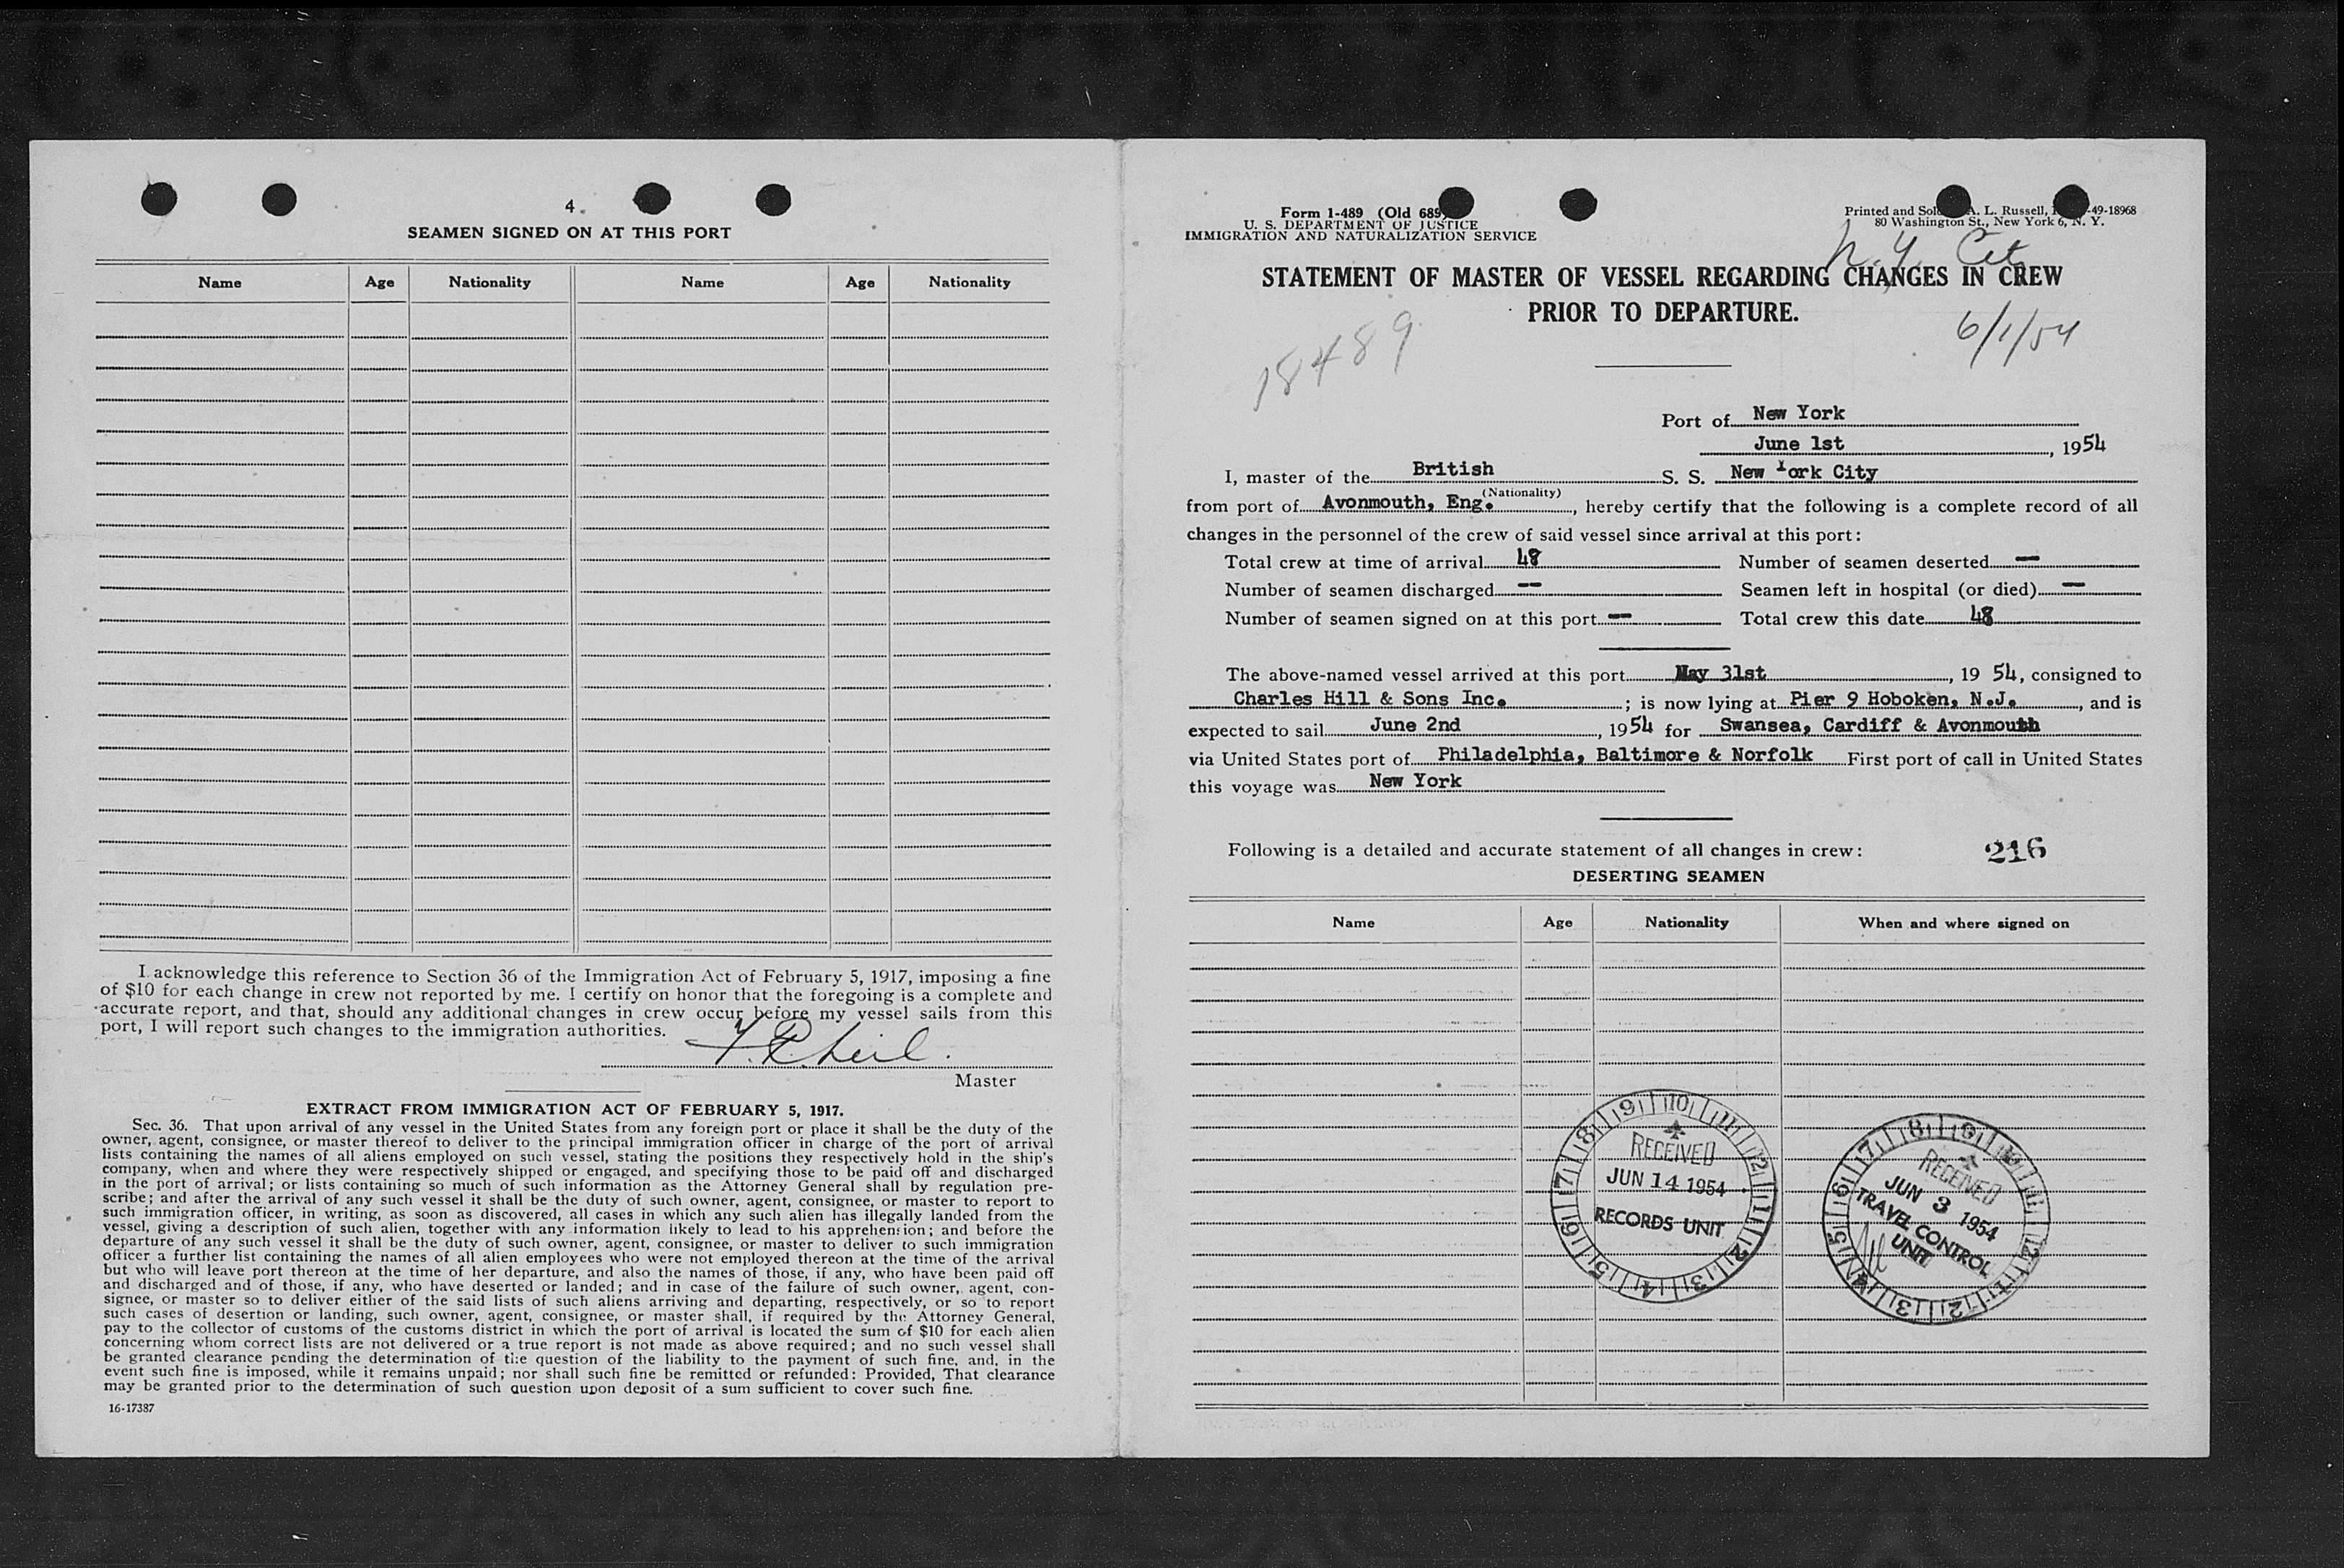 4.
SEAMEN SIGNED ON AT THIS PORT
Name Age Nationality Name Age Nationality
I acknowledge this reference to Section 36 of the Immigration Act of February 5, 1917, imposing a fine
of $10 for each change in crew not reported by me. I certify on honor that the foregoing is a complete and
accurate report, and that, should any additional changes in crew occur before my vessel sails from this
port, I will report such changes to the immigration authorities.
Master
EXTRACT FROM IMMIGRATION ACT OF FEBRUARY 5, 1917.
Sec. 36. That upon arrival of any vessel in the United States from any foreign port or place it shall be the duty of the
owner, agent, consignee, or master thereof to deliver to the principal immigration officer in charge of the port of arrival
lists containing the names of all aliens employed on such vessel, stating the positions they respectively hold in the ship's
company, when and where they were respectively shipped or engaged, and specifying those to be paid off and discharged
in the port of arrival; or lists containing so much of such information as the Attorney General shall by regulation pre-
scribe; and after the arrival of any such vessel it shall be the duty of such owner, agent, consignee, or master to report to
such immigration officer, in writing, as soon as discovered, all cases in which any such alien has illegally landed from the
vessel, giving a description of such alien, together with any information likely to lead to his apprehension; and before the
departure of any such vessel it shall be the duty of such owner, agent, consignee, or master to deliver to such immigration
officer a further list containing the names of all alien employees who were not employed thereon at the time of the arrival
but who will leave port thereon at the time of her departure, and also the names of those, if any, who have been paid off
and discharged and of those, if any, who have deserted or landed; and in case of the failure of such owner, agent, con-
signee, or master so to deliver either of the said lists of such aliens arriving and departing, respectively, or so to report
such cases of desertion or landing, such owner, agent, consignee, or master shall, if required by the Attorney General,
pay to the collector of customs of the customs district in which the port of arrival is located the sum of $10 for each alien
concerning whom correct lists are not delivered or a true report is not made as above required; and no such vessel shall
be granted clearance pending the determination of the question of the liability to the payment of such fine, and, in the
event such fine is imposed, while it remains unpaid; nor shall such fine be remitted or refunded: Provided, That clearance
may be granted prior to the determination of such question upon deposit of a sum sufficient to cover such fine.
16-17387
Form 1-489 (Old 689)
U. S. DEPARTMENT OF JUSTICE
IMMIGRATION AND NATURALIZATION SERVICE
Printed and Sold A. L. Russell, -49-18968
80 Washington St., New York 6, N. Y.
N.Y. City
STATEMENT OF MASTER OF VESSEL REGARDING CHANGES IN CREW
PRIOR TO DEPARTURE.
18489
6/1/54
Port of New York
June 1st, 1954
I, master of the British S. S. New York City
(Nationality)
from port of Avonmouth, Eng., hereby certify that the following is a complete record of all
changes in the personnel of the crew of said vessel since arrival at this port:
Total crew at time of arrival 48 Number of seamen deserted —
Number of seamen discharged -- Seamen left in hospital (or died) —
Number of seamen signed on at this port — Total crew this date 48
The above-named vessel arrived at this port May 31st, 19 54, consigned to
Charles Hill & Sons Inc.; is now lying at Pier 9 Hoboken, N.J., and is
expected to sail June 2nd, 1954 for Swansea, Cardiff & Avonmouth
via United States port of Philadelphia, Baltimore & Norfolk First port of call in United States
this voyage was New York
Following is a detailed and accurate statement of all changes in crew:
216
DESERTING SEAMEN
Name Age Nationality When and where signed on
RECEIVED
JUN 14 1954
RECORDS UNIT
RECEIVED
JUN 3 1954
TRAVEL CONTROL
UNIT